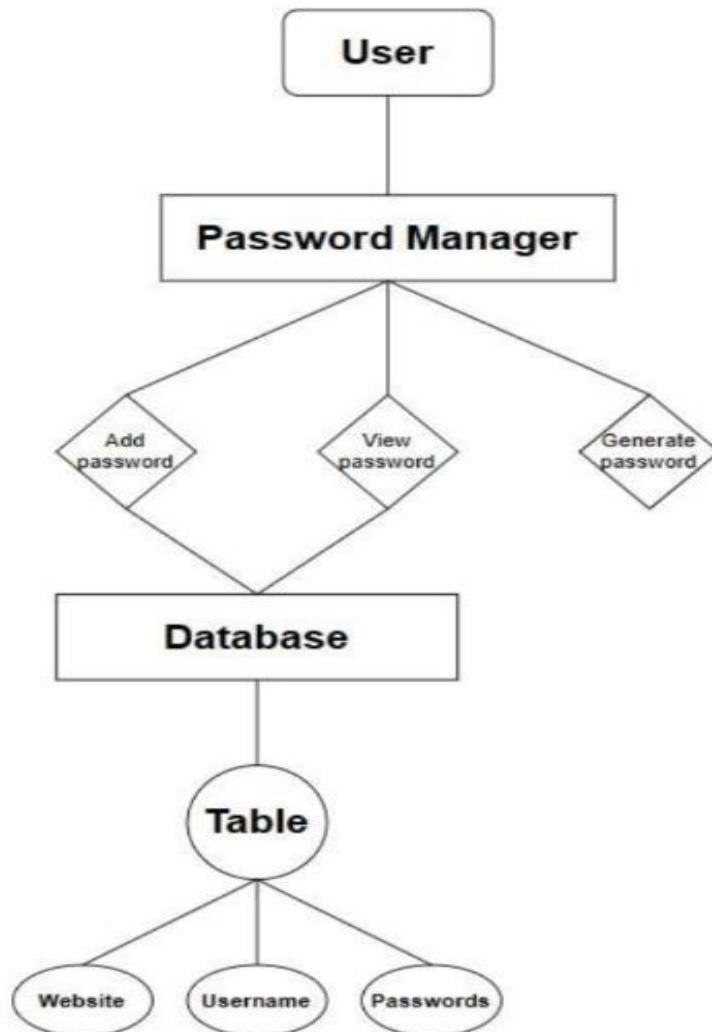 User
Password Manager
Add
password
View
password
Generate
password
Database
Table
Website
Username
Passwords